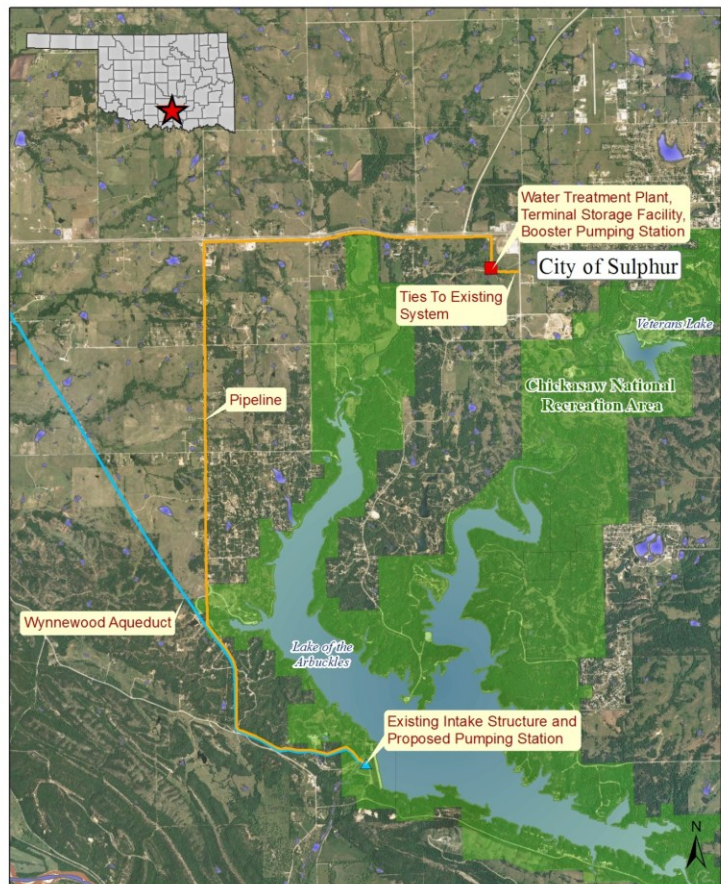 Water Treatment Plant,
Terminal Storage Facility,
Booster Pumping Station
City of Sulphur
Ties To Existing
System
Veterans Lake
Chickasaw National
Recreation Area
Pipeline
Wynnewood Aqueduct
Lake of the
Arbuckles
Existing Intake Structure and
Proposed Pumping Station
N